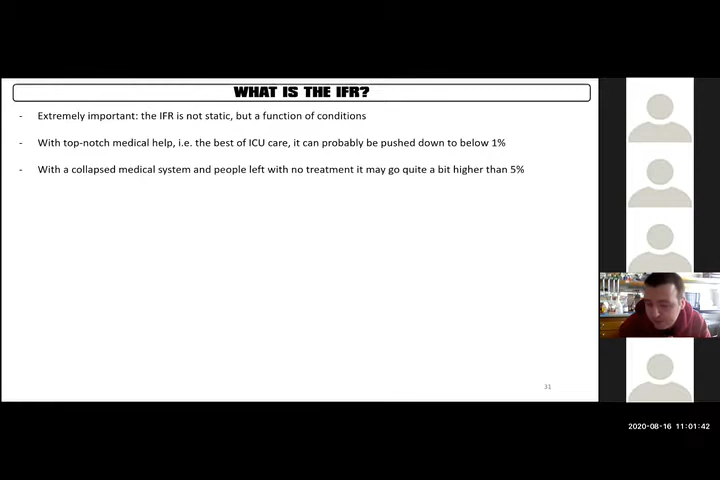 WHAT IS THE IFR?
- Extremely important: the IFR is not static, but a function of conditions
- With top-notch medical help, i.e. the best of ICU care, it can probably be pushed down to below 1%
- With a collapsed medical system and people left with no treatment it may go quite a bit higher than 5%
31
2020-08-16 11:01:42